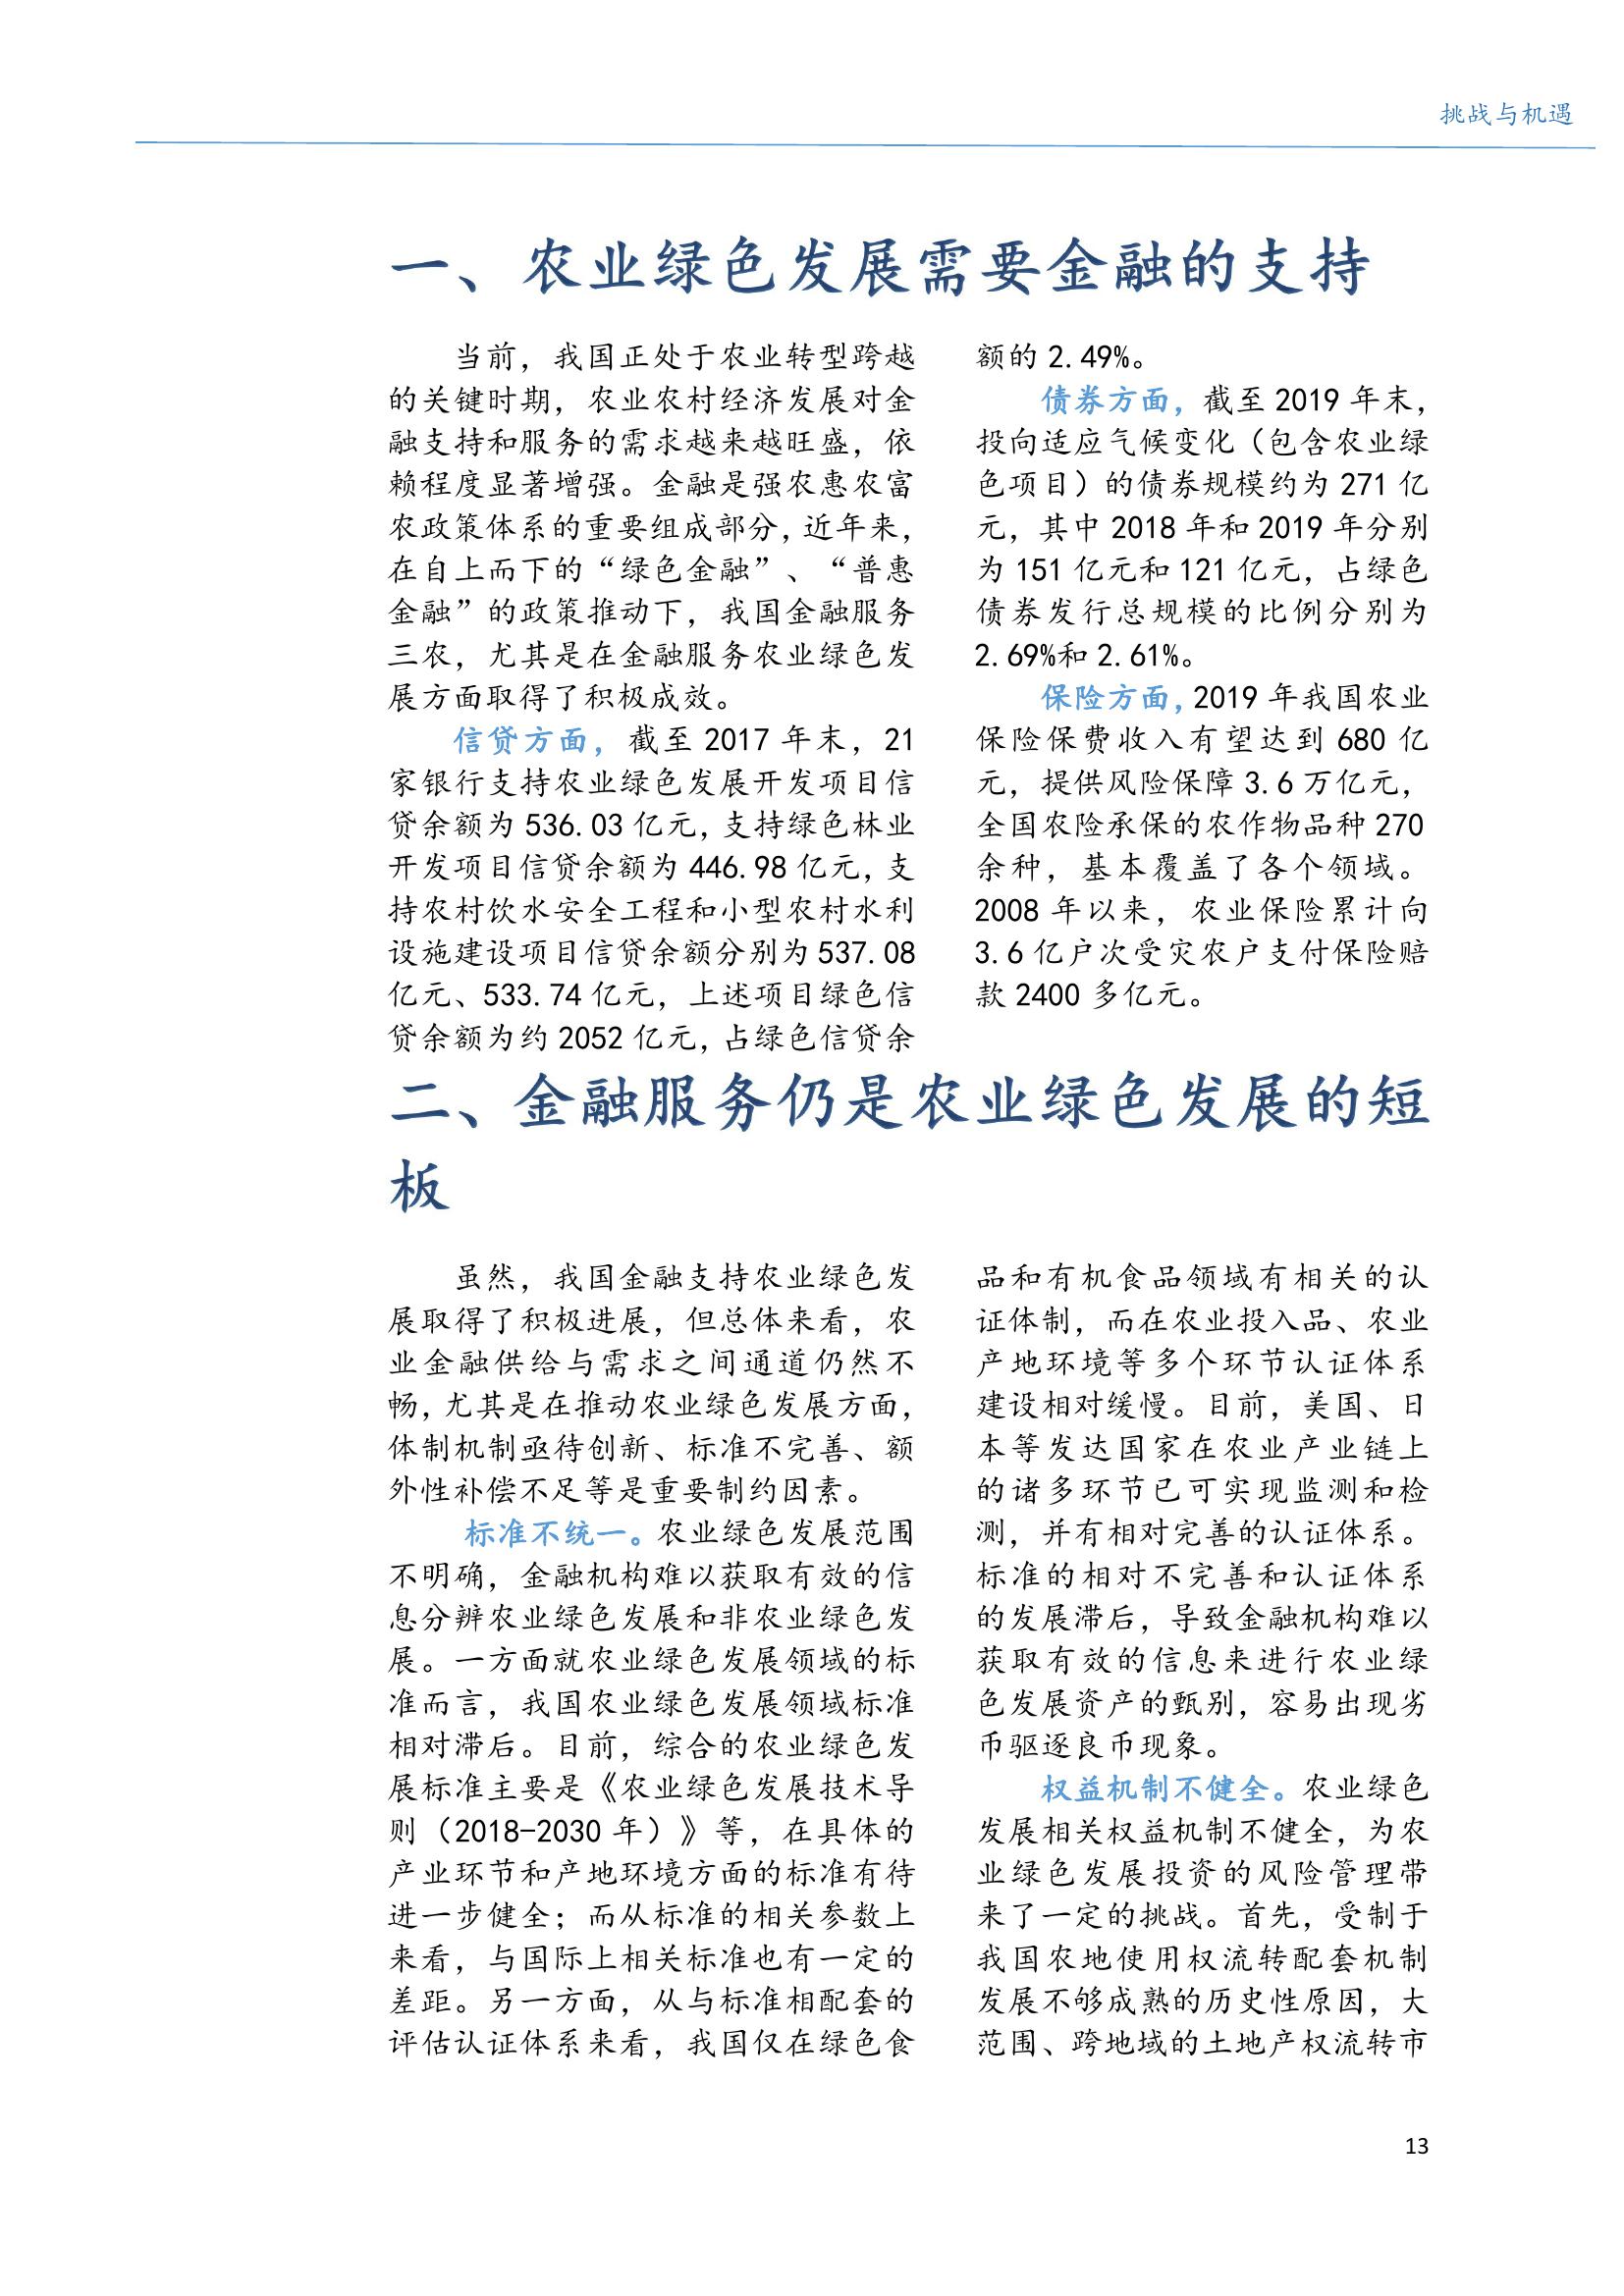 挑战与机遇
一、农业绿色发展需要金融的支持
当前，我国正处于农业转型跨越
的关键时期，农业农村经济发展对金
融支持和服务的需求越来越旺盛，依
赖程度显著增强。金融是强农惠农富
农政策体系的重要组成部分，近年来，
在自上而下的“绿色金融”、“普惠
金融”的政策推动下，我国金融服务
三农，尤其是在金融服务农业绿色发
展方面取得了积极成效。
信贷方面，截至 2017 年末，21
家银行支持农业绿色发展开发项目信
贷余额为 536.03 亿元，支持绿色林业
开发项目信贷余额为 446.98 亿元，支
持农村饮水安全工程和小型农村水利
设施建设项目信贷余额分别为 537.08
亿元、533.74 亿元，上述项目绿色信
贷余额为约 2052 亿元，占绿色信贷余
额的 2.49%。
债券方面，截至 2019 年末，
投向适应气候变化（包含农业绿
色项目）的债券规模约为 271 亿
元，其中 2018 年和 2019 年分别
为 151 亿元和 121 亿元，占绿色
债券发行总规模的比例分别为
2.69%和 2.61%。
保险方面，2019 年我国农业
保险保费收入有望达到 680 亿
元，提供风险保障 3.6 万亿元，
全国农险承保的农作物品种 270
余种，基本覆盖了各个领域。
2008 年以来，农业保险累计向
3.6 亿户次受灾农户支付保险赔
款 2400 多亿元。
二、金融服务仍是农业绿色发展的短
板
虽然，我国金融支持农业绿色发
展取得了积极进展，但总体来看，农
业金融供给与需求之间通道仍然不
畅，尤其是在推动农业绿色发展方面，
体制机制亟待创新、标准不完善、额
外性补偿不足等是重要制约因素。
标准不统一。农业绿色发展范围
不明确，金融机构难以获取有效的信
息分辨农业绿色发展和非农业绿色发
展。一方面就农业绿色发展领域的标
准而言，我国农业绿色发展领域标准
相对滞后。目前，综合的农业绿色发
展标准主要是《农业绿色发展技术导
则（2018-2030 年）》等，在具体的
产业环节和产地环境方面的标准有待
进一步健全；而从标准的相关参数上
来看，与国际上相关标准也有一定的
差距。另一方面，从与标准相配套的
评估认证体系来看，我国仅在绿色食
品和有机食品领域有相关的认
证体制，而在农业投入品、农业
产地环境等多个环节认证体系
建设相对缓慢。目前，美国、日
本等发达国家在农业产业链上
的诸多环节已可实现监测和检
测，并有相对完善的认证体系。
标准的相对不完善和认证体系
的发展滞后，导致金融机构难以
获取有效的信息来进行农业绿
色发展资产的甄别，容易出现劣
币驱逐良币现象。
权益机制不健全。农业绿色
发展相关权益机制不健全，为农
业绿色发展投资的风险管理带
来了一定的挑战。首先，受制于
我国农地使用权流转配套机制
发展不够成熟的历史性原因，大
范围、跨地域的土地产权流转市
13